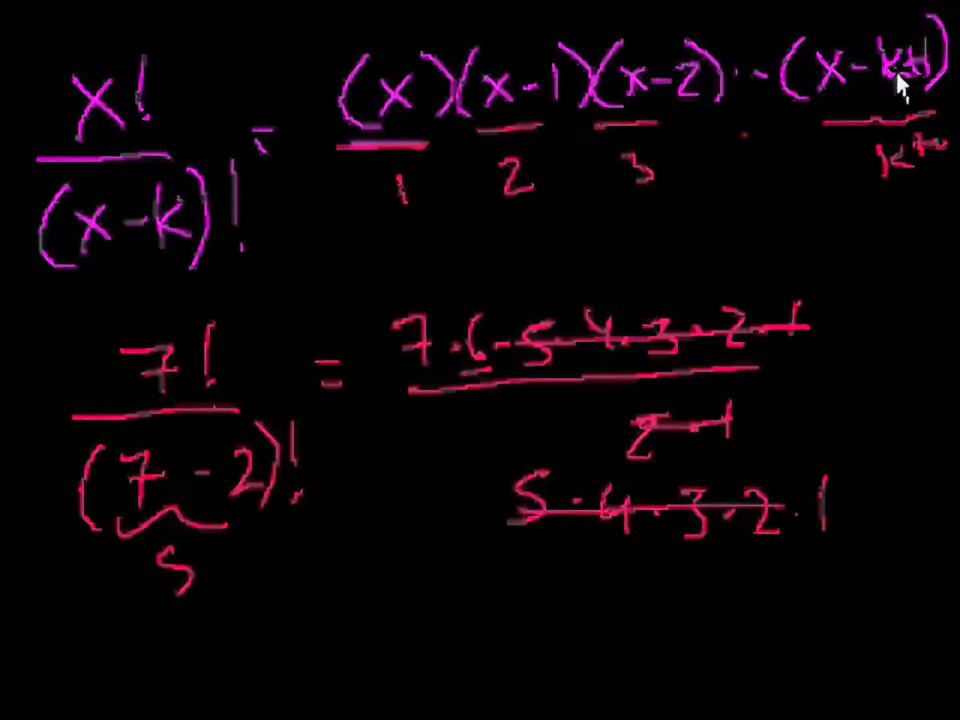 x! / (x-k)! = (x)(x-1)(x-2)··(x-k+1)
1 2 3 · kth
7! / (7-2)! = 7·6·5·4·3·2·1
2·1
5·4·3·2·1
5